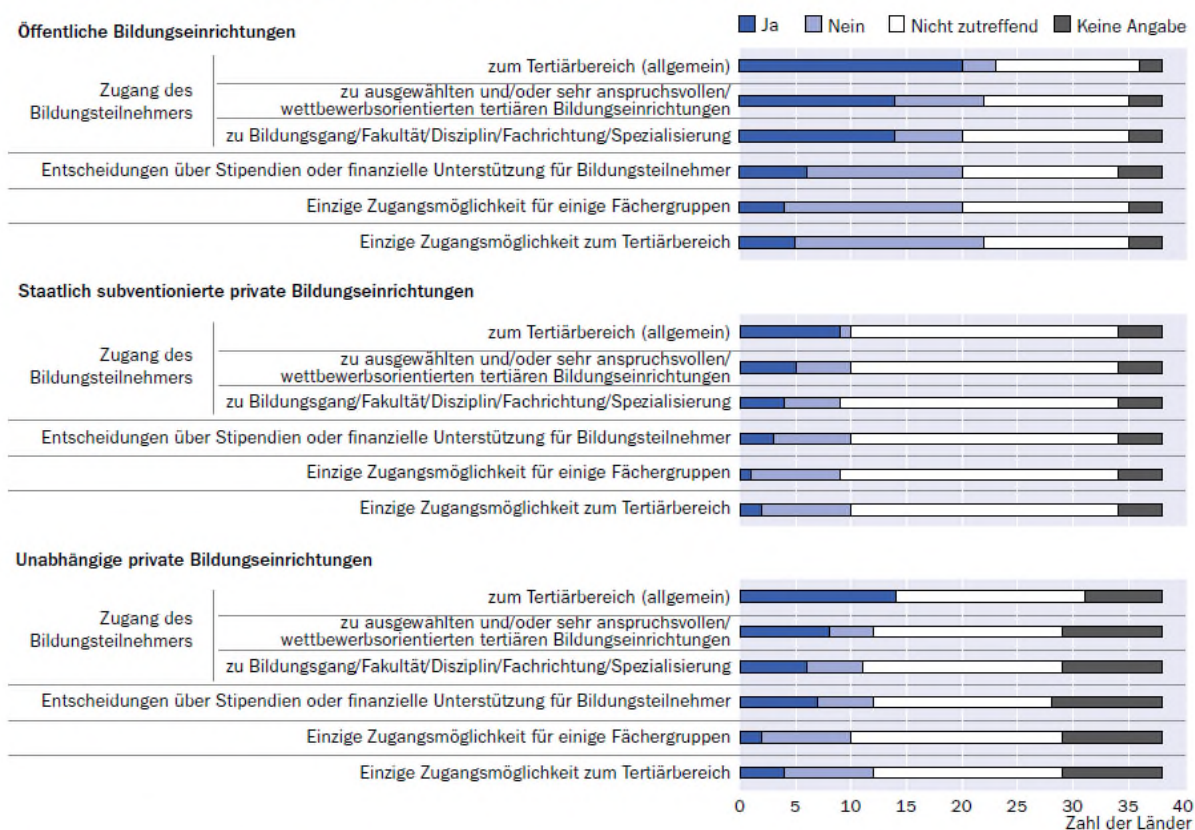 Ja Nein Nicht zutreffend Keine Angabe
Öffentliche Bildungseinrichtungen
Zugang des
Bildungsteilnehmers
zum Tertiärbereich (allgemein)
zu ausgewählten und/oder sehr anspruchsvollen/
wettbewerbsorientierten tertiären Bildungseinrichtungen
zu Bildungsgang/Fakultät/Disziplin/Fachrichtung/Spezialisierung
Entscheidungen über Stipendien oder finanzielle Unterstützung für Bildungsteilnehmer
Einzige Zugangsmöglichkeit für einige Fächergruppen
Einzige Zugangsmöglichkeit zum Tertiärbereich
Staatlich subventionierte private Bildungseinrichtungen
Zugang des
Bildungsteilnehmers
zum Tertiärbereich (allgemein)
zu ausgewählten und/oder sehr anspruchsvollen/
wettbewerbsorientierten tertiären Bildungseinrichtungen
zu Bildungsgang/Fakultät/Disziplin/Fachrichtung/Spezialisierung
Entscheidungen über Stipendien oder finanzielle Unterstützung für Bildungsteilnehmer
Einzige Zugangsmöglichkeit für einige Fächergruppen
Einzige Zugangsmöglichkeit zum Tertiärbereich
Unabhängige private Bildungseinrichtungen
Zugang des
Bildungsteilnehmers
zum Tertiärbereich (allgemein)
zu ausgewählten und/oder sehr anspruchsvollen/
wettbewerbsorientierten tertiären Bildungseinrichtungen
zu Bildungsgang/Fakultät/Disziplin/Fachrichtung/Spezialisierung
Entscheidungen über Stipendien oder finanzielle Unterstützung für Bildungsteilnehmer
Einzige Zugangsmöglichkeit für einige Fächergruppen
Einzige Zugangsmöglichkeit zum Tertiärbereich
0 5 10 15 20 25 30 35 40
Zahl der Länder